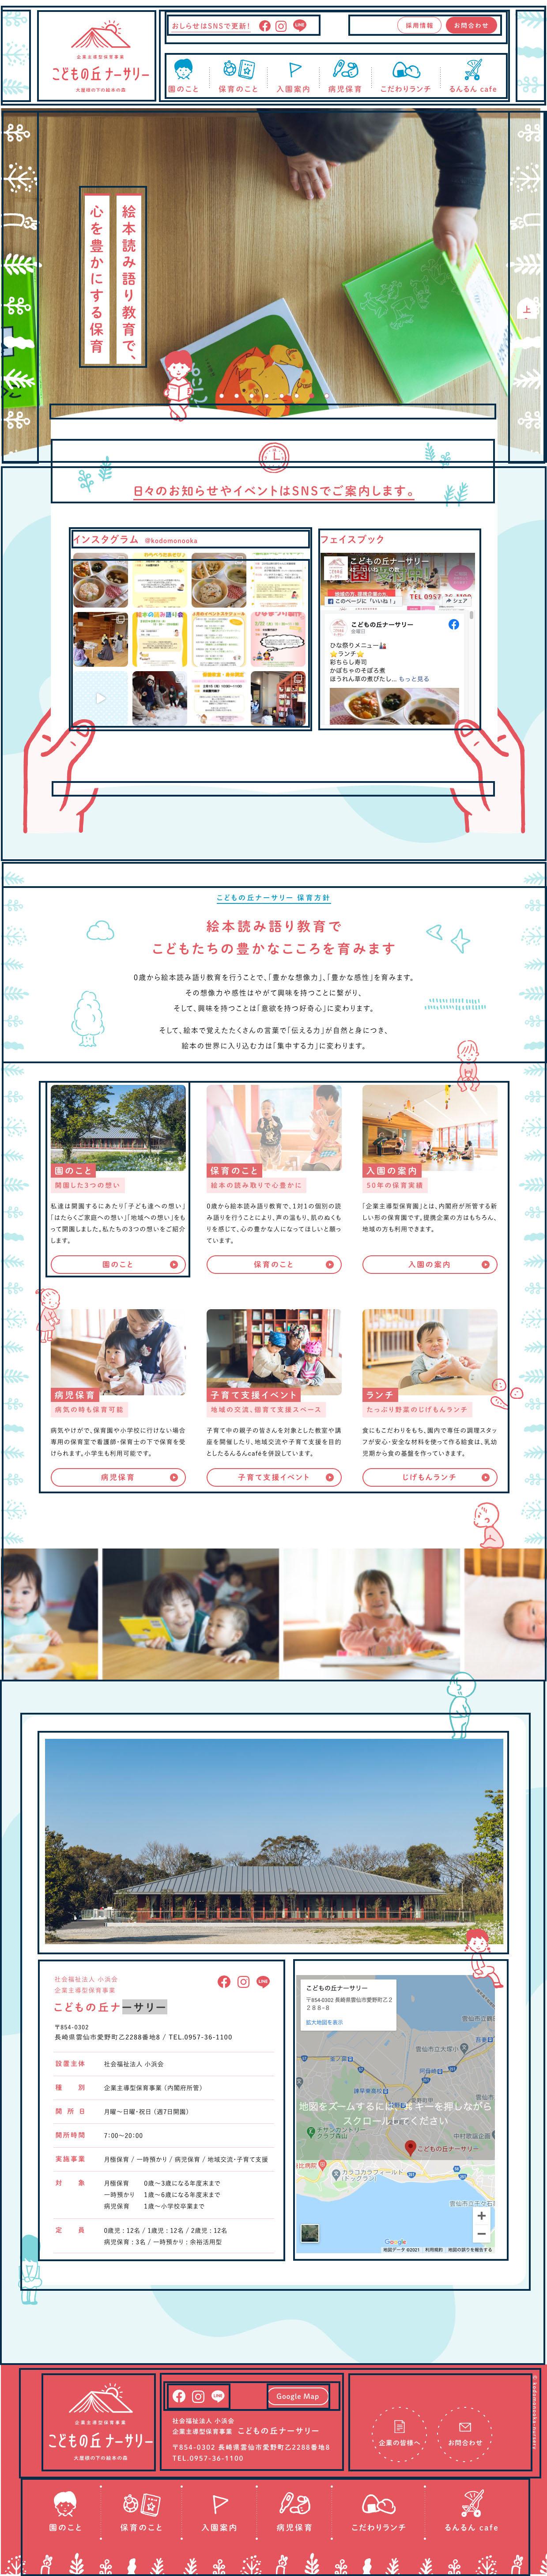 企業主導型保育事業
こどもの丘 ナーサリー
大屋根の下の絵本の森
おしらせはSNSで更新!
LINE
採用情報
お問合わせ
園のこと
保育のこと
入園案内
病児保育
こだわりランチ
るんるん cafe
絵本読み語り教育で、
心を豊かにする保育
上
日々のお知らせやイベントはSNSでご案内します。
インスタグラム @kodomonooka
フェイスブック
こどもの丘ナーサリー
このページに「いいね!」
シェア
こどもの丘ナーサリー
金曜日
ひな祭りメニュー
ランチ
彩ちらし寿司
かぼちゃのそぼろ煮
ほうれん草の煮びたし... もっと見る
こどもの丘ナーサリー 保育方針
絵本読み語り教育で
こどもたちの豊かなこころを育みます
0歳から絵本読み語り教育を行うことで、「豊かな想像力」、「豊かな感性」を育みます。
その想像力や感性はやがて興味を持つことに繋がり、
そして、興味を持つことは「意欲を持つ好奇心」に変わります。
そして、絵本で覚えたたくさんの言葉で「伝える力」が自然と身につき、
絵本の世界に入り込む力は「集中する力」に変わります。
園のこと
開園した3つの想い
私達は開園するにあたり「子ども達への想い」
「はたらくご家庭への想い」「地域への想い」をも
って開園しました。私たちの3つの想いをご紹介
します。
園のこと
保育のこと
絵本の読み取りで心豊かに
0歳から絵本読み語り教育で、1対1の個別の読
み語りを行うことにより、声の温もり、肌のぬくも
りを感じて、心の豊かな人になってほしいと願っ
ています。
保育のこと
入園の案内
50年の保育実績
「企業主導型保育園」とは、内閣府が所管する新
しい形の保育園です。提携企業の方はもちろん、
地域の方も利用できます。
入園の案内
病児保育
病気の時も保育可能
病気やけがで、保育園や小学校に行けない場合
専用の保育室で看護師・保育士の下で保育を受
けられます。小学生も利用可能です。
病児保育
子育て支援イベント
地域の交流、個育て支援スペース
子育て中の親子の皆さんを対象とした教室や講
座を開催したり、地域交流や子育て支援を目的
としたるんるんcafeを併設しています。
子育て支援イベント
ランチ
たっぷり野菜のじげもんランチ
食にもこだわりをもち、園内で専任の調理スタッ
フが安心・安全な材料を使って作る給食は、乳幼
児期から食の基盤を作っていきます。
じげもんランチ
社会福祉法人 小浜会
企業主導型保育事業
こどもの丘ナーサリー
LINE
〒854-0302
長崎県雲仙市愛野町乙2288番地8 / TEL.0957-36-1100
設置主体 社会福祉法人 小浜会
種 別 企業主導型保育事業 (内閣府所管)
開 所 日 月曜〜日曜・祝日 (週7日開園)
開所時間 7:00〜20:00
実施事業 月極保育 / 一時預かり / 病児保育 / 地域交流・子育て支援
対 象 月極保育 0歳〜3歳になる年度末まで
一時預かり 1歳〜6歳になる年度末まで
病児保育 1歳〜小学校卒業まで
定 員 0歳児 : 12名 / 1歳児 : 12名 / 2歳児 : 12名
病児保育 : 3名 / 一時預かり : 余裕活用型
こどもの丘ナーサリー
〒854-0302 長崎県雲仙市愛野町乙2
288−8
拡大地図を表示
雲仙市立大塚小
カラコカラフィールド
(ドッグラン)
こどもの丘ナーサリー
Google
地図データ ©2021 利用規約 地図の誤りを報告する
企業主導型保育事業
こどもの丘 ナーサリー
大屋根の下の絵本の森
LINE
Google Map
社会福祉法人 小浜会
企業主導型保育事業 こどもの丘ナーサリー
〒854-0302 長崎県雲仙市愛野町乙2288番地8
TEL.0957-36-1100
企業の皆様へ
お問合わせ
© kodomonooka-nursery
園のこと
保育のこと
入園案内
病児保育
こだわりランチ
るんるん cafe